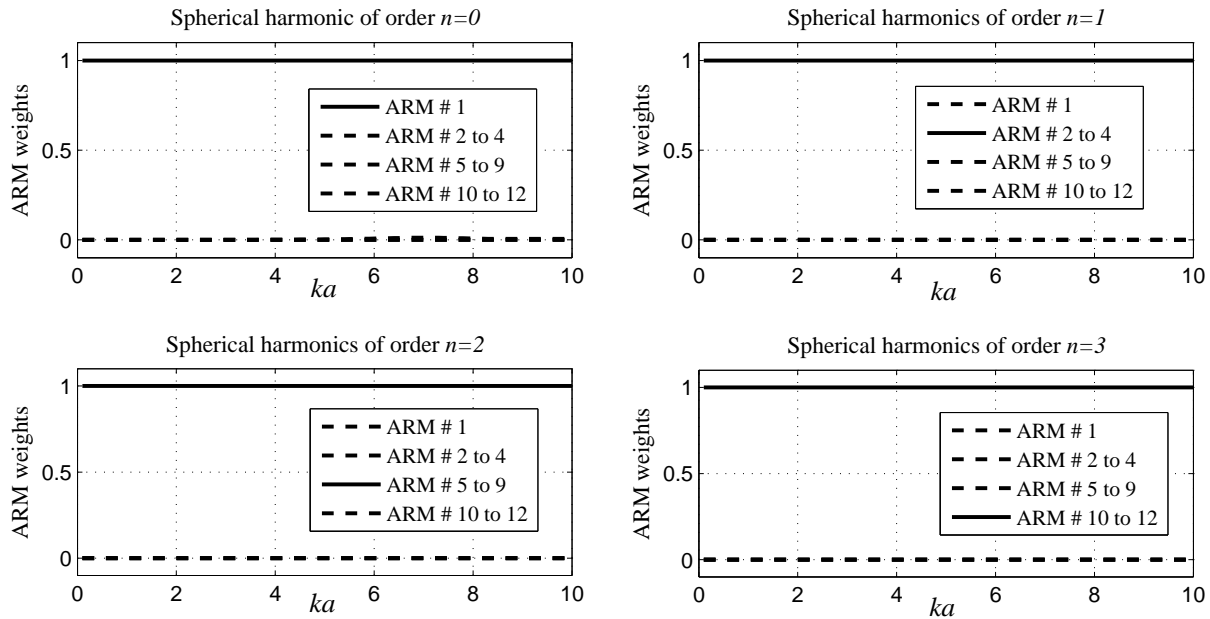 Spherical harmonic of order n=0
ARM weights
1
0.5
0
ARM # 1
ARM # 2 to 4
ARM # 5 to 9
ARM # 10 to 12
0 2 4 6 8 10
ka
Spherical harmonics of order n=1
ARM weights
1
0.5
0
ARM # 1
ARM # 2 to 4
ARM # 5 to 9
ARM # 10 to 12
0 2 4 6 8 10
ka
Spherical harmonics of order n=2
ARM weights
1
0.5
0
ARM # 1
ARM # 2 to 4
ARM # 5 to 9
ARM # 10 to 12
0 2 4 6 8 10
ka
Spherical harmonics of order n=3
ARM weights
1
0.5
0
ARM # 1
ARM # 2 to 4
ARM # 5 to 9
ARM # 10 to 12
0 2 4 6 8 10
ka